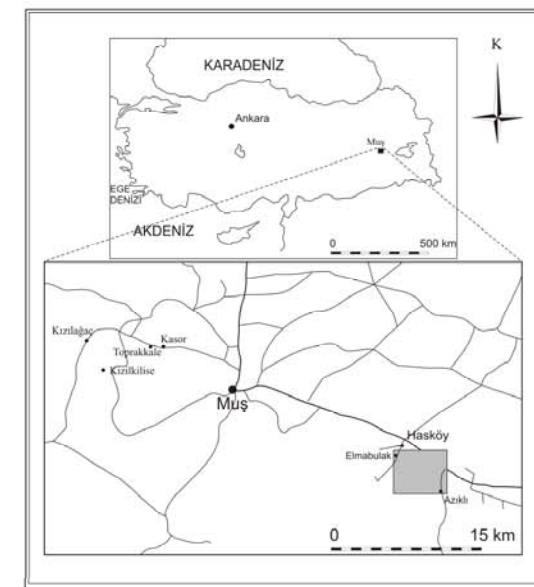 K
KARADENİZ
Ankara
Muş
EGE
DENİZİ
AKDENİZ
0 500 km
Kızılağaç
Kasor
Toprakkale
Kızılkilise
Muş
Hasköy
Elmabulak
Azıklı
0 15 km